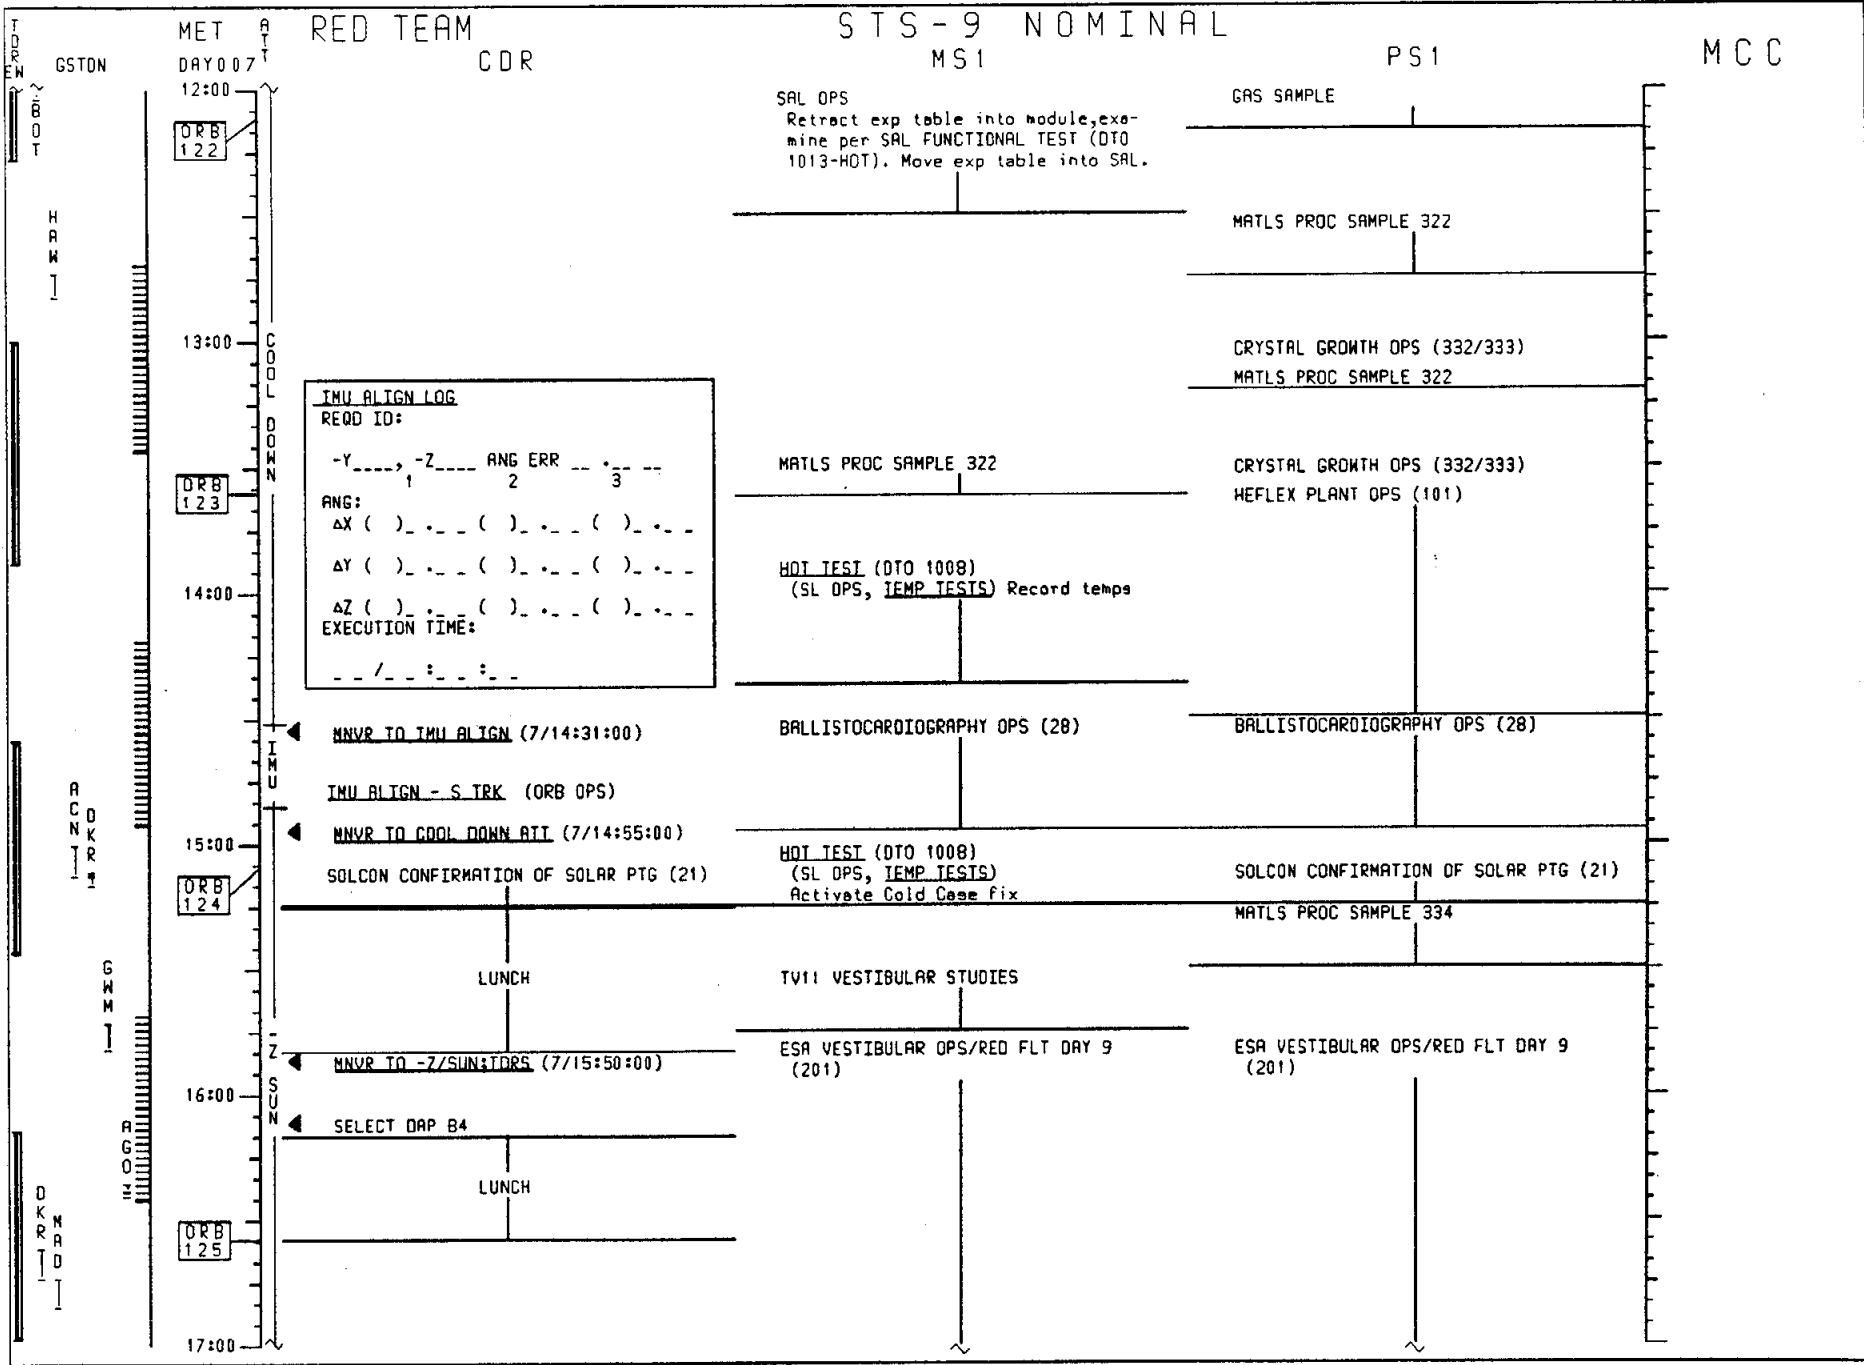 STS-9 NOMINAL
TDRW
E
GSTDN
MET
DAY007
ATT
RED TEAM
CDR
MS1
PS1
MCC
12:00
BOT
ORB
122
SAL OPS
Retract exp table into module,exa-
mine per SAL FUNCTIONAL TEST (DTO
1013-HOT). Move exp table into SAL.
GAS SAMPLE
HAW
MATLS PROC SAMPLE 322
13:00
COOL DOWN
CRYSTAL GROWTH OPS (332/333)
MATLS PROC SAMPLE 322
IMU ALIGN LOG
REQD ID:
-Y____, -Z____ ANG ERR __ .__ __
1 2 3
ANG:
ΔX ( )_ ._ _ ( )_ ._ _ ( )_ ._ _
ΔY ( )_ ._ _ ( )_ ._ _ ( )_ ._ _
ΔZ ( )_ ._ _ ( )_ ._ _ ( )_ ._ _
EXECUTION TIME:
_ _ /_ _ :_ _ :_ _
ORB
123
MATLS PROC SAMPLE 322
CRYSTAL GROWTH OPS (332/333)
HEFLEX PLANT OPS (101)
14:00
HOT TEST (DTO 1008)
(SL OPS, TEMP TESTS) Record temps
MNVR TO IMU ALIGN (7/14:31:00)
BALLISTOCARDIOGRAPHY OPS (28)
BALLISTOCARDIOGRAPHY OPS (28)
IMU
IMU ALIGN - S TRK (ORB OPS)
ACN
DKR
MNVR TO COOL DOWN ATT (7/14:55:00)
15:00
HOT TEST (DTO 1008)
(SL OPS, TEMP TESTS)
Activate Cold Case fix
SOLCON CONFIRMATION OF SOLAR PTG (21)
SOLCON CONFIRMATION OF SOLAR PTG (21)
ORB
124
MATLS PROC SAMPLE 334
GWM
LUNCH
TV11 VESTIBULAR STUDIES
-Z SUN
MNVR TO -Z/SUN;TDRS (7/15:50:00)
ESA VESTIBULAR OPS/RED FLT DAY 9
(201)
ESA VESTIBULAR OPS/RED FLT DAY 9
(201)
16:00
AGO
SELECT DAP B4
LUNCH
DKR
MAD
ORB
125
17:00